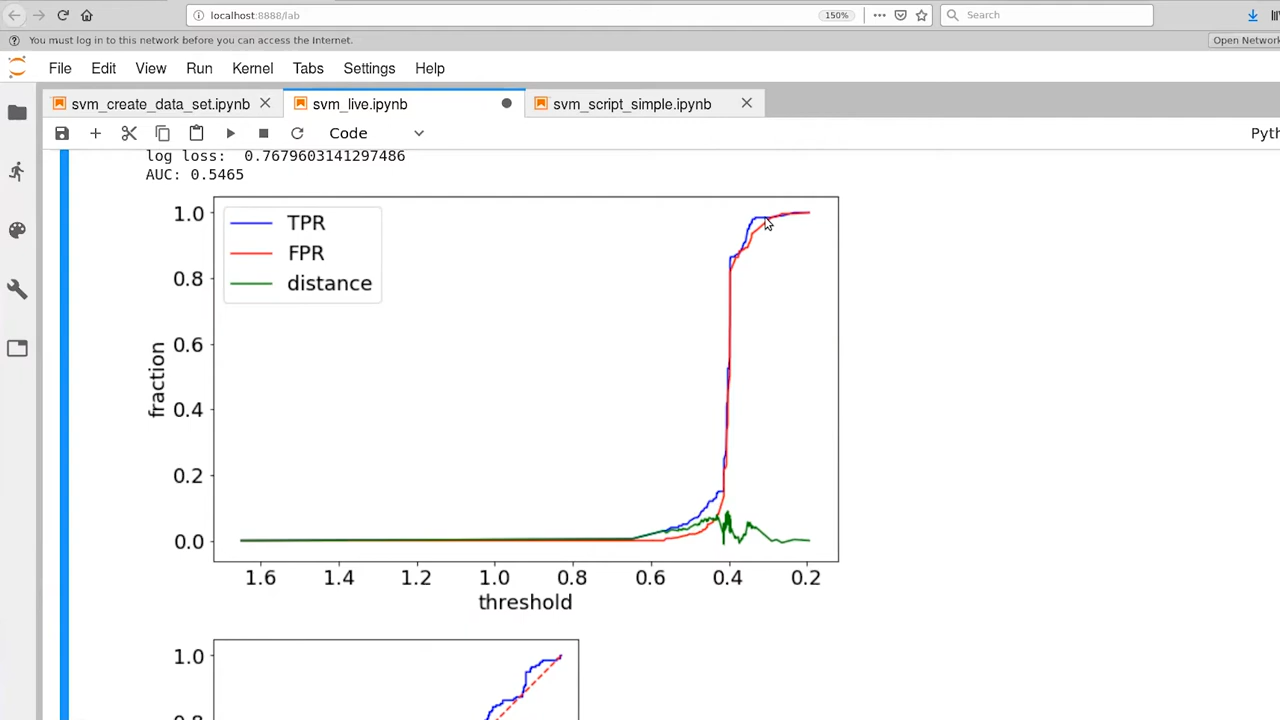 localhost:8888/lab
150%
Search
You must log in to this network before you can access the Internet.
Open Network
File Edit View Run Kernel Tabs Settings Help
svm_create_data_set.ipynb
svm_live.ipynb
svm_script_simple.ipynb
Code
Pyth
log loss: 0.7679603141297486
AUC: 0.5465
TPR
FPR
distance
1.0
0.8
0.6
0.4
0.2
0.0
fraction
1.6 1.4 1.2 1.0 0.8 0.6 0.4 0.2
threshold
1.0
0.8